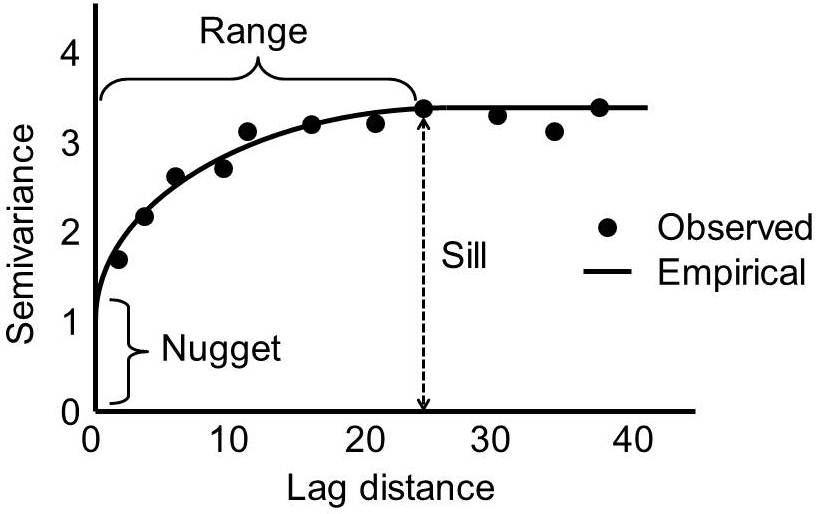 Range
4
3
2
1
0
Semivariance
Nugget
Sill
Observed
Empirical
0 10 20 30 40
Lag distance